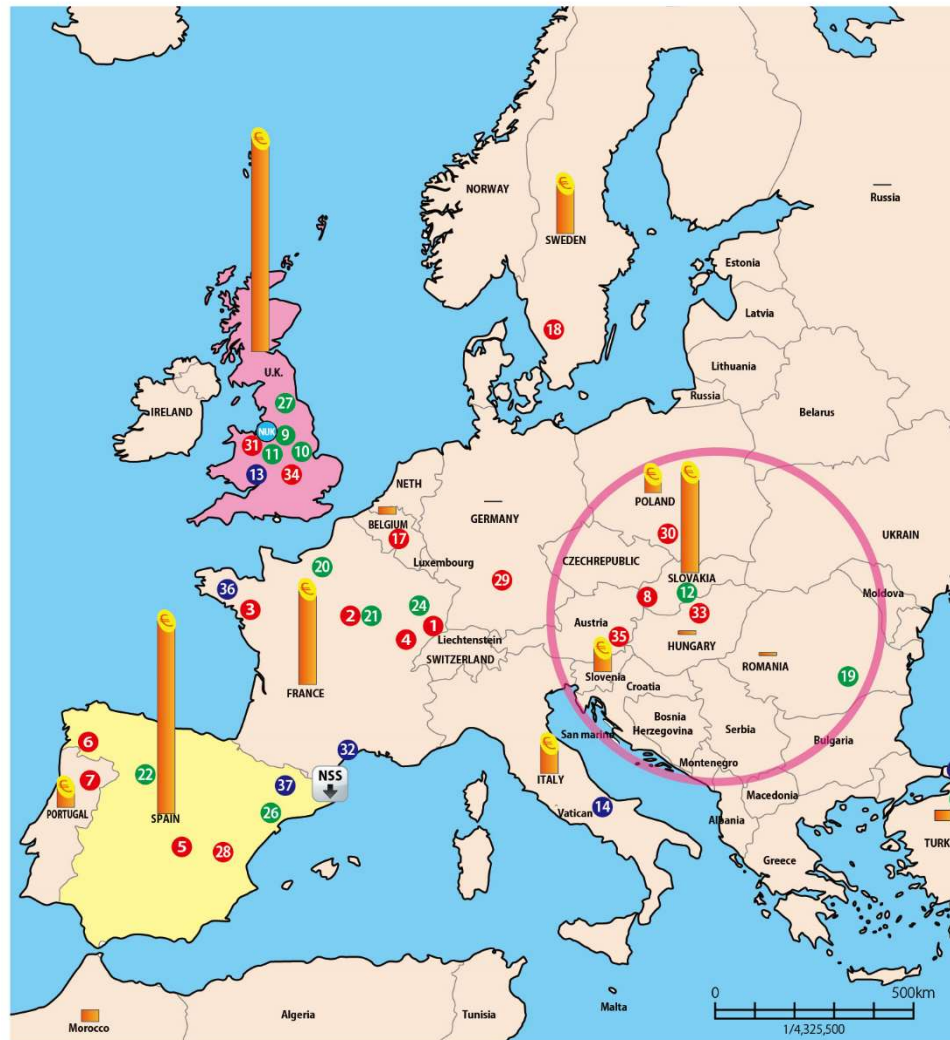 €
NORWAY
Russia
€
SWEDEN
Estonia
18
Latvia
U.K.
Lithuania
27
Russia
IRELAND
Belarus
NUK
9
31
11
10
€
€
13
34
NETH
POLAND
GERMANY
BELGIUM
30
UKRAIN
17
CZECHREPUBLIC
Luxembourg
20
SLOVAKIA
29
€
36
12
Moldova
8
3
24
33
2
21
1
Austria
35
€
4
Liechtenstein
HUNGARY
SWITZERLAND
€
ROMANIA
19
Slovenia
FRANCE
Croatia
Bosnia
Herzegovina
Serbia
San marino
Bulgaria
6
32
€
Montenegro
22
7
37
NSS
ITALY
€
Macedonia
PORTUGAL
SPAIN
26
Vatican
14
Albania
TURK
5
28
Greece
0
500km
Malta
Morocco
Algeria
Tunisia
1/4,325,500